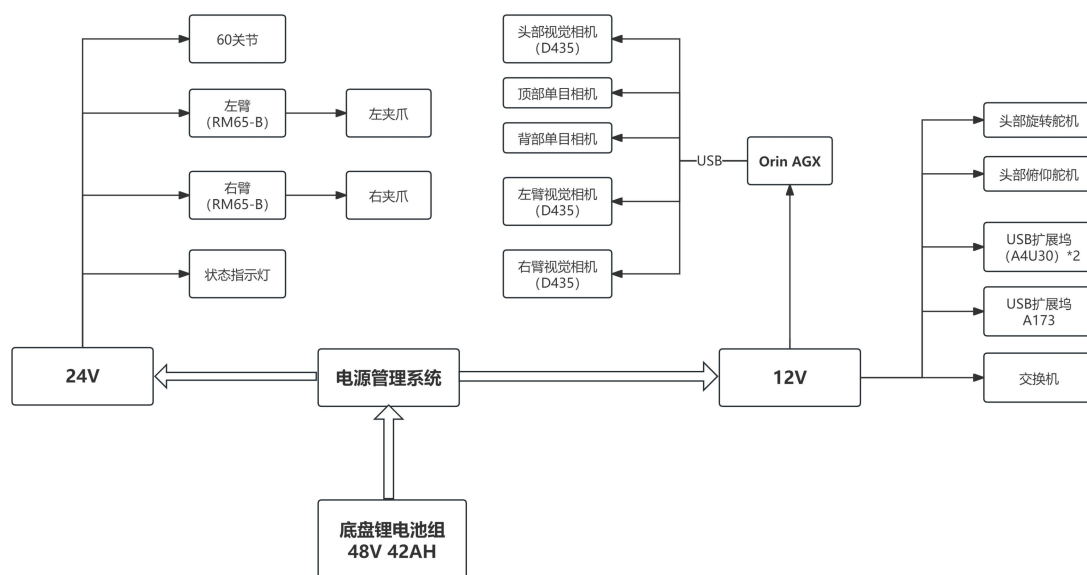 60关节
左臂
（RM65-B）
左夹爪
右臂
（RM65-B）
右夹爪
状态指示灯
24V
头部视觉相机
（D435）
顶部单目相机
背部单目相机
左臂视觉相机
（D435）
右臂视觉相机
（D435）
USB
Orin AGX
头部旋转舵机
头部俯仰舵机
USB扩展坞
（A4U30）*2
USB扩展坞
A173
交换机
电源管理系统
12V
底盘锂电池组
48V 42AH